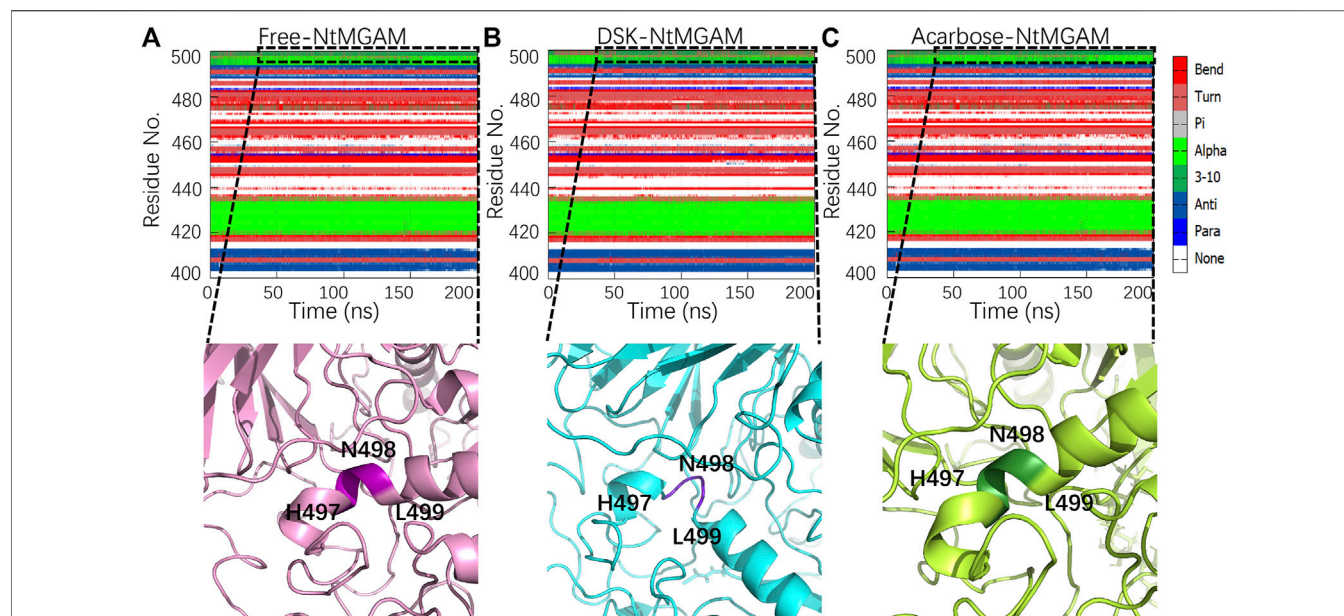 A Free-NtMGAM
B DSK-NtMGAM
C Acarbose-NtMGAM
Residue No.
500
480
460
440
420
400
0 50 100 150 200
Time (ns)
Residue No.
500
480
460
440
420
400
0 50 100 150 200
Time (ns)
Residue No.
500
480
460
440
420
400
0 50 100 150 200
Time (ns)
Bend
Turn
Pi
Alpha
3-10
Anti
Para
None
N498
H497
L499
N498
H497
L499
N498
H497
L499